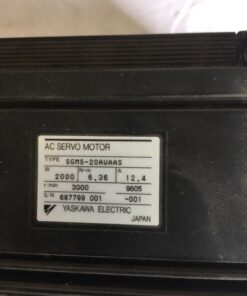 AC SERVO MOTOR
TYPE SGMS-20AWAAS
W N·m A
2000 6.36 12.4
r/min 3000 9605
S/N 687799 001 -001
YASKAWA ELECTRIC
JAPAN